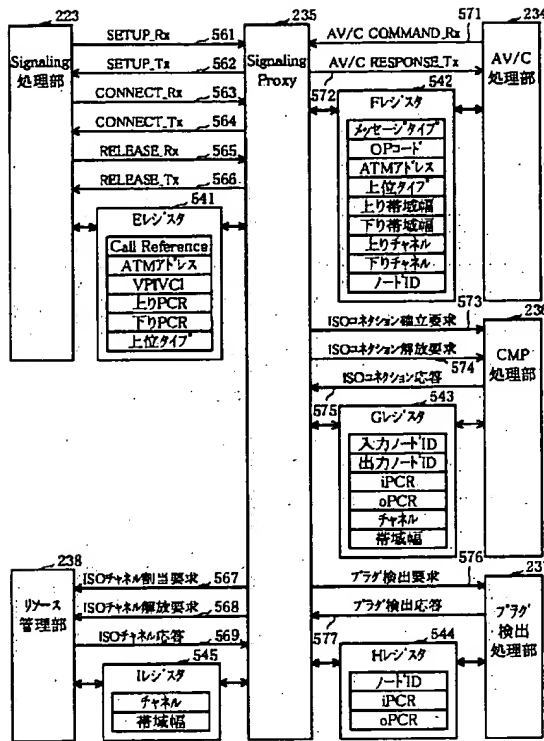 223
235
234
Signaling
処理部
Signaling
Proxy
AV/C
処理部
SETUP_Rx
561
SETUP_Tx
562
CONNECT_Rx
563
CONNECT_Tx
564
RELEASE_Rx
565
RELEASE_Tx
566
541
Eレジスタ
Call Reference
ATMアドレス
VPIVCI
上りPCR
下りPCR
上位タイプ
AV/C COMMAND_Rx
571
AV/C RESPONSE_Tx
572
542
Fレジスタ
メッセージタイプ
OPコード
ATMアドレス
上位タイプ
上り帯域幅
下り帯域幅
上りチャネル
下りチャネル
ノードID
236
CMP
処理部
ISOコネクション確立要求
573
ISOコネクション解放要求
574
ISOコネクション応答
575
543
Gレジスタ
入力ノードID
出力ノードID
iPCR
oPCR
チャネル
帯域幅
238
リソース
管理部
ISOチャネル割当要求
567
ISOチャネル解放要求
568
ISOチャネル応答
569
545
Iレジスタ
チャネル
帯域幅
プラグ
検出
処理部
プラグ検出要求
576
プラグ検出応答
577
544
Hレジスタ
ノードID
iPCR
oPCR